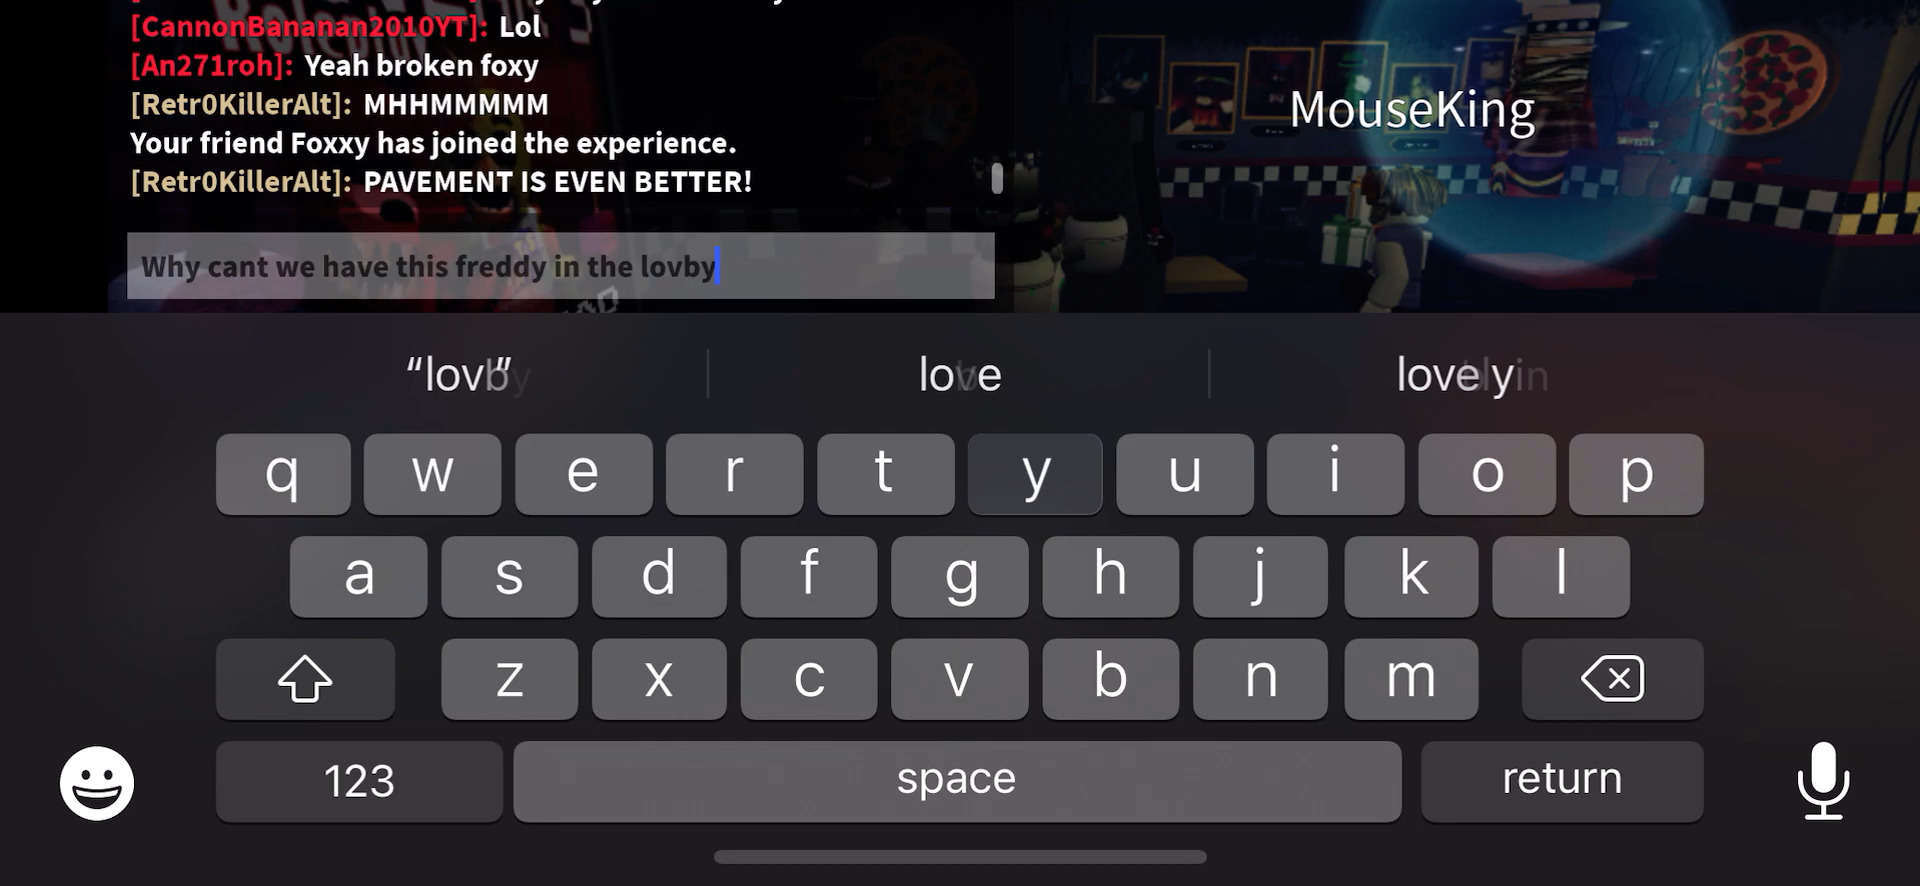 [CannonBananan2010YT]: Lol
[An271roh]: Yeah broken foxy
[Retr0KillerAlt]: MHHMMMMM
Your friend Foxxy has joined the experience.
[Retr0KillerAlt]: PAVEMENT IS EVEN BETTER!
MouseKing
Why cant we have this freddy in the lovby
“lovb” love lovely
q w e r t y u i o p
a s d f g h j k l
z x c v b n m
123 space return